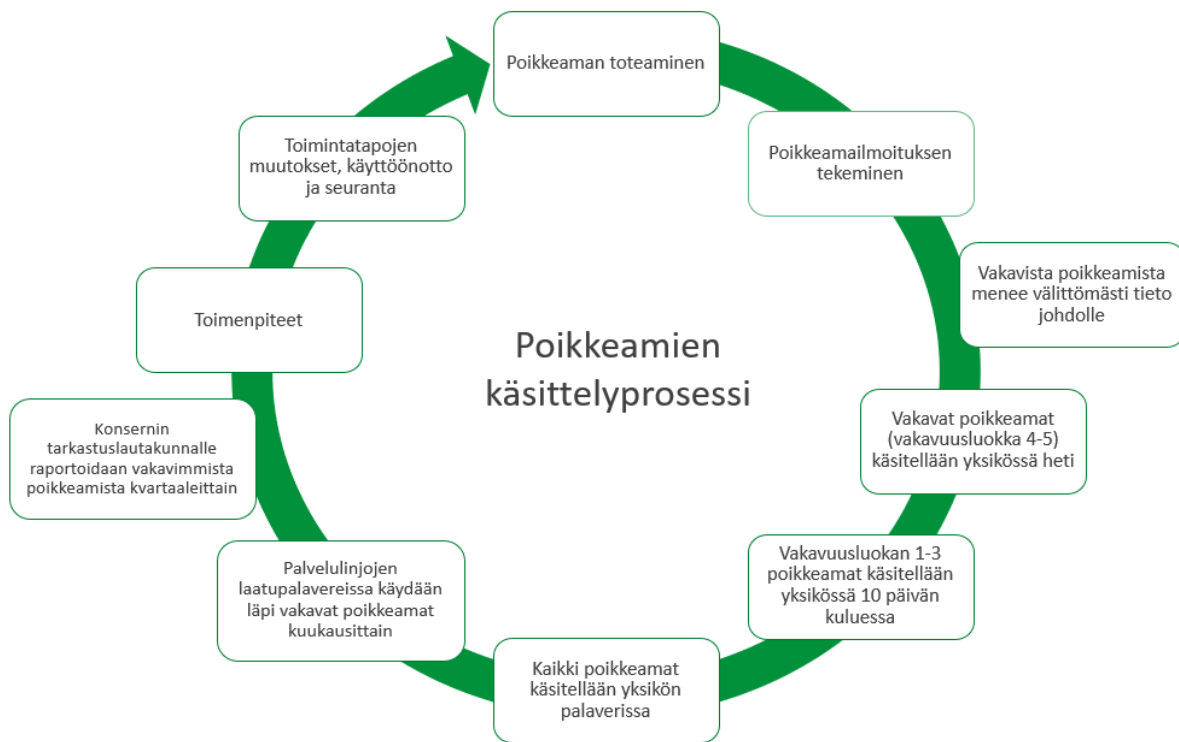 Poikkeaman toteaminen
Poikkeamailmoituksen
tekeminen
Vakavista poikkeamista
menee välittömästi tieto
johdolle
Vakavat poikkeamat
(vakavuusluokka 4-5)
käsitellään yksikössä heti
Vakavuusluokan 1-3
poikkeamat käsitellään
yksikössä 10 päivän
kuluessa
Kaikki poikkeamat
käsitellään yksikön
palaverissa
Palvelulinjojen
laatupalavereissa käydään
läpi vakavat poikkeamat
kuukausittain
Konsernin
tarkastuslautakunnalle
raportoidaan vakavimmista
poikkeamista kvartaaleittain
Toimenpiteet
Toimintatapojen
muutokset, käyttöönotto
ja seuranta
Poikkeamien
käsittelyprosessi